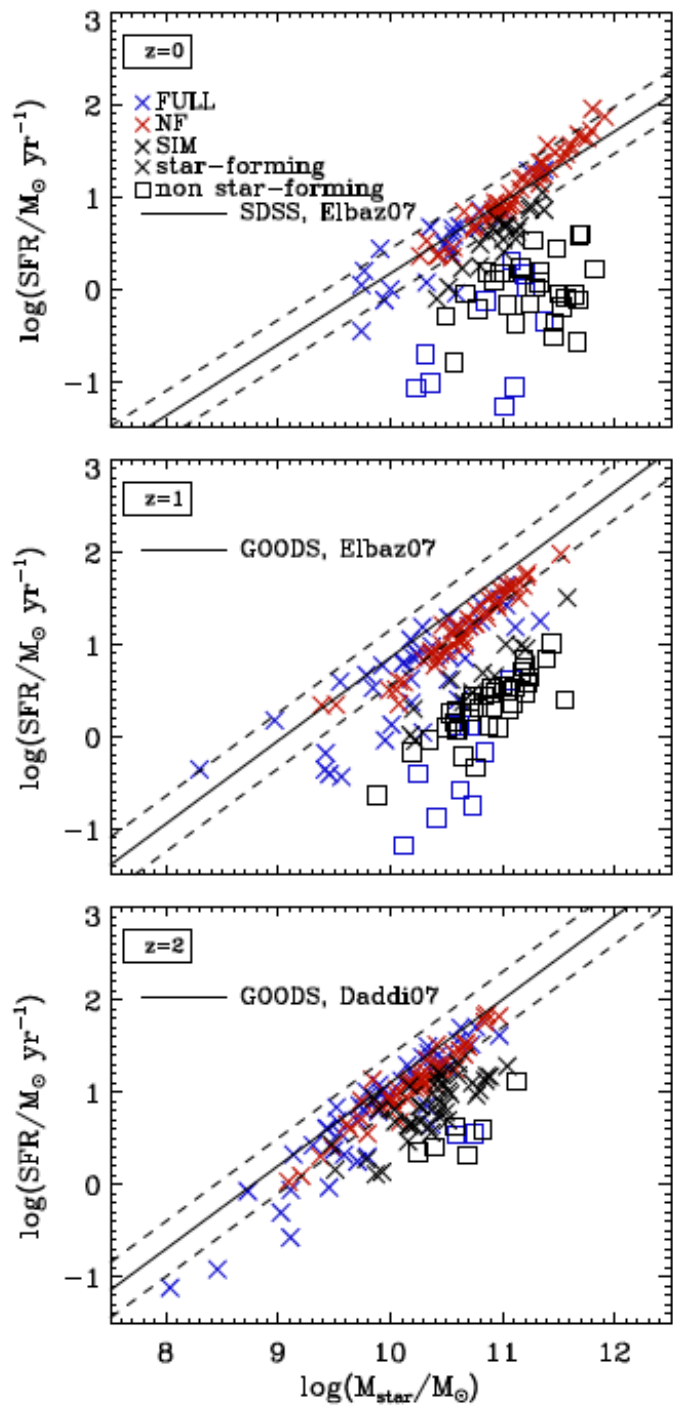 3
z=0
FULL
2
NF
SIM
star-forming
non star-forming
1
SDSS, Elbaz07
0
-1
log(SFR/M⊙ yr⁻¹)
3
z=1
GOODS, Elbaz07
2
1
0
-1
log(SFR/M⊙ yr⁻¹)
3
z=2
GOODS, Daddi07
2
1
0
-1
log(SFR/M⊙ yr⁻¹)
8 9 10 11 12
log(Mstar/M⊙)